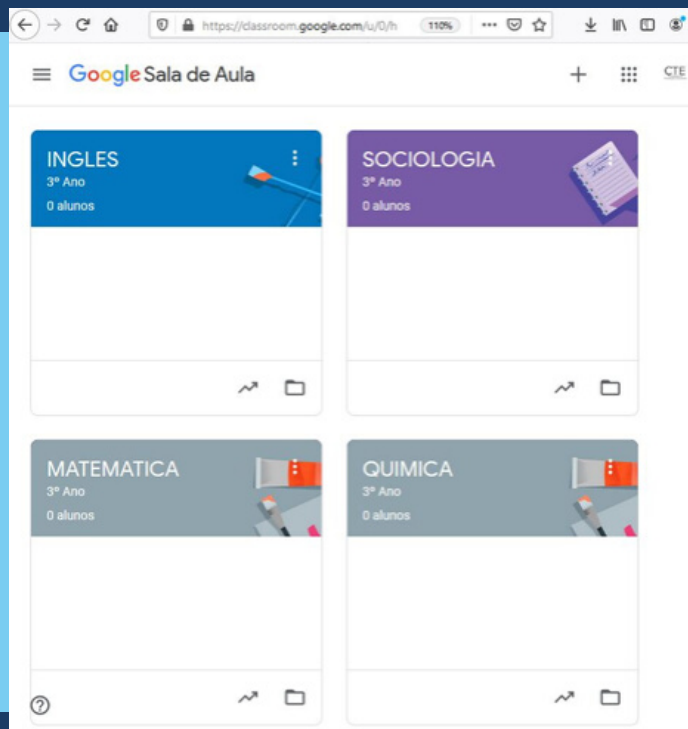 https://classroom.google.com/u/0/h 110%
Google Sala de Aula
CTE
INGLES
3º Ano
0 alunos
SOCIOLOGIA
3º Ano
0 alunos
MATEMATICA
3º Ano
0 alunos
QUIMICA
3º Ano
0 alunos